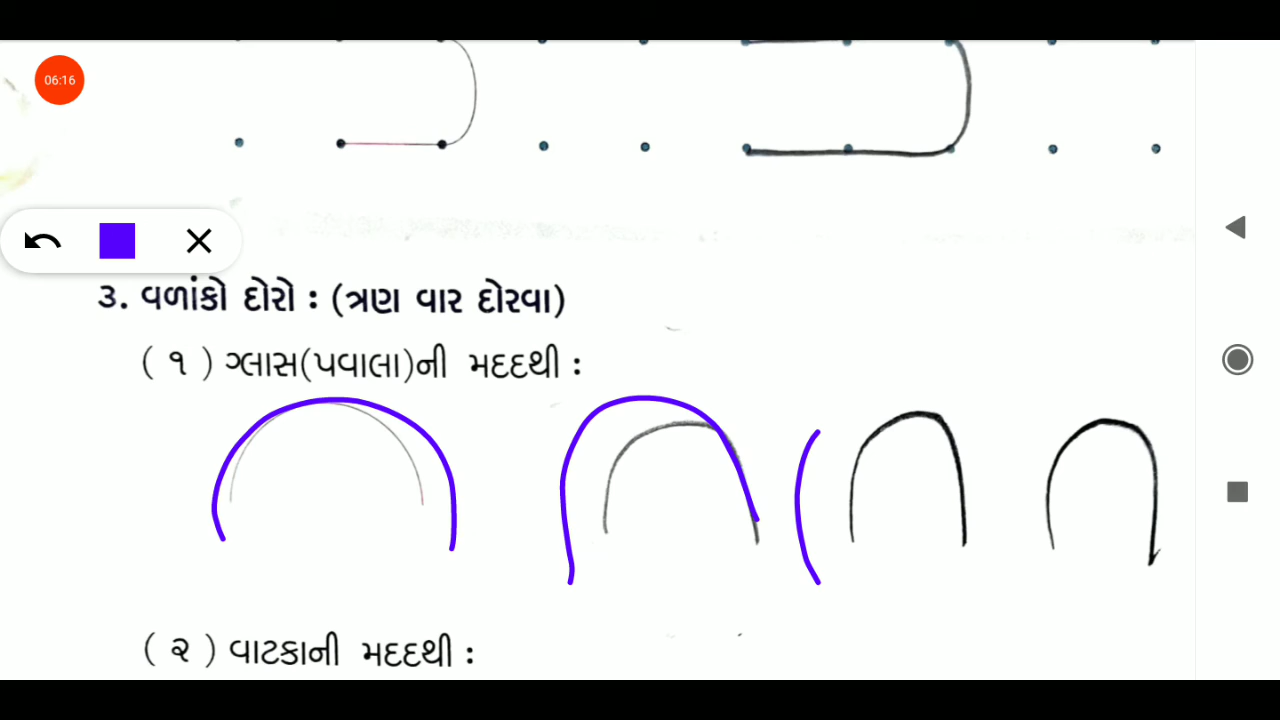 06:16
૩. વળાંકો દોરો : (ત્રણ વાર દોરવા)
( ૧ ) ગ્લાસ(પવાલા)ની મદદથી :
( ૨ ) વાટકાની મદદથી :